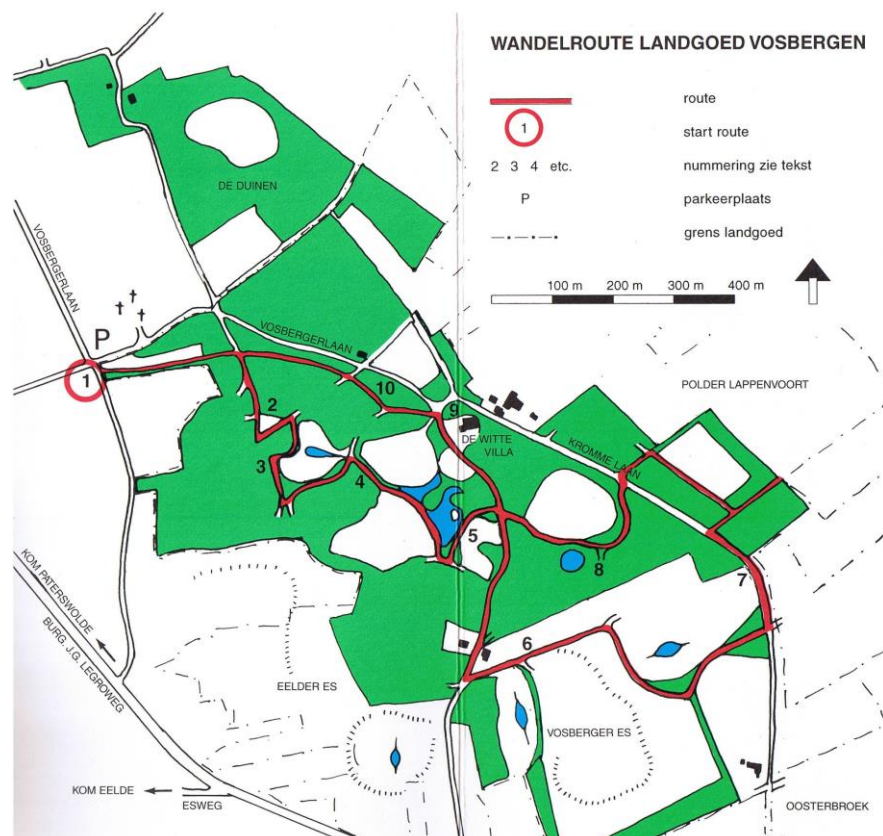 WANDELROUTE LANDGOED VOSBERGEN
route
1
start route
2 3 4 etc.
nummering zie tekst
P
parkeerplaats
grens landgoed
100 m 200 m 300 m 400 m
DE DUINEN
VOSBERGERLAAN
P
VOSBERGERLAAN
1
10
2
9
DE WITTE
VILLA
POLDER LAPPENVOORT
KROMME LAAN
3
4
5
8
7
KOM PATERSWOLDE
BURG. J.G. LEGROWEG
6
EELDER ES
VOSBERGER ES
KOM EELDE
ESWEG
OOSTERBROEK